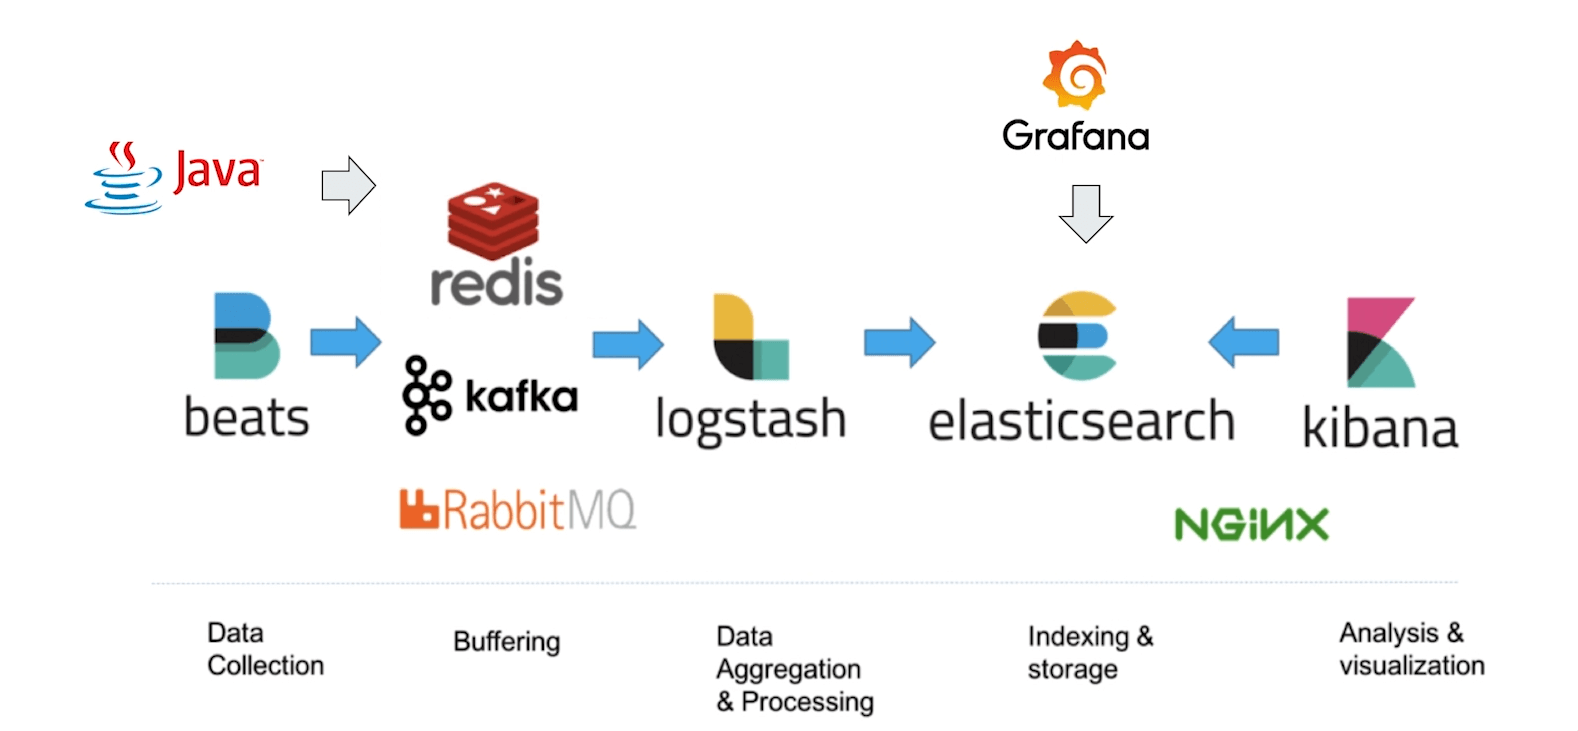 Grafana
Java
redis
beats
kafka
logstash
elasticsearch
kibana
RabbitMQ
NGINX
Data
Collection
Buffering
Data
Aggregation
& Processing
Indexing &
storage
Analysis &
visualization